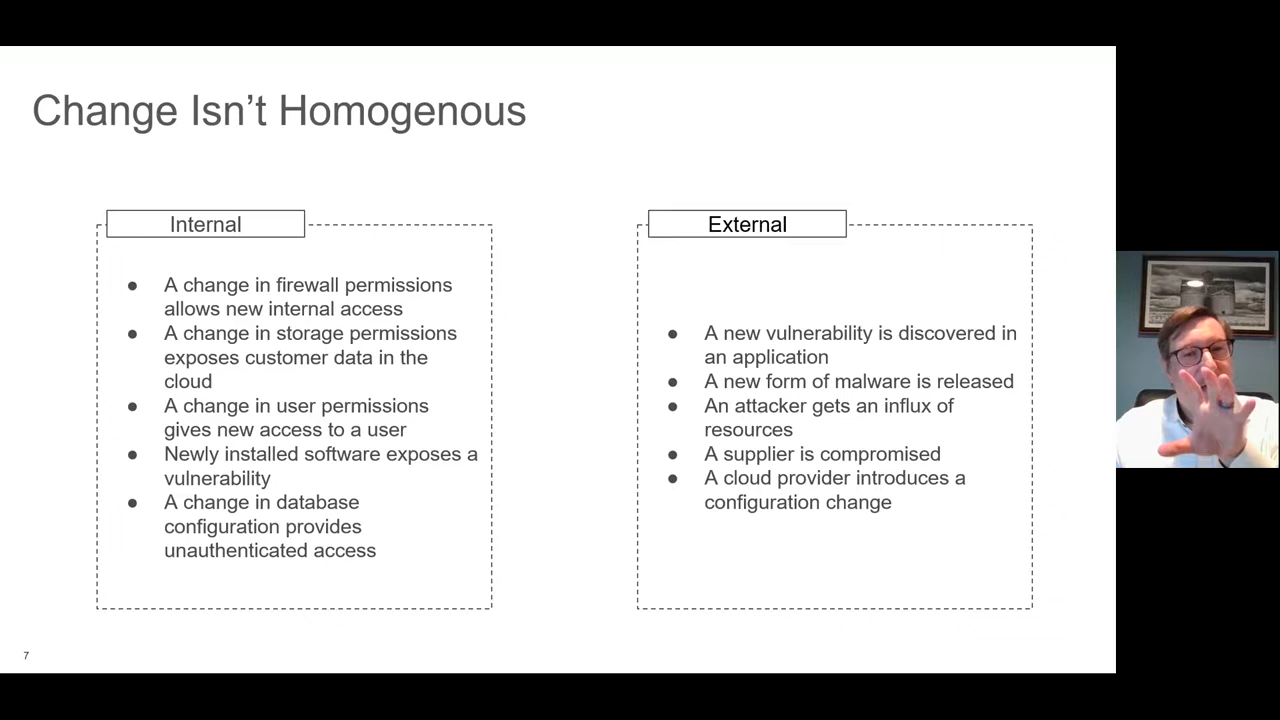 Change Isn’t Homogenous
Internal
● A change in firewall permissions
allows new internal access
● A change in storage permissions
exposes customer data in the
cloud
● A change in user permissions
gives new access to a user
● Newly installed software exposes a
vulnerability
● A change in database
configuration provides
unauthenticated access
External
● A new vulnerability is discovered in
an application
● A new form of malware is released
● An attacker gets an influx of
resources
● A supplier is compromised
● A cloud provider introduces a
configuration change
7